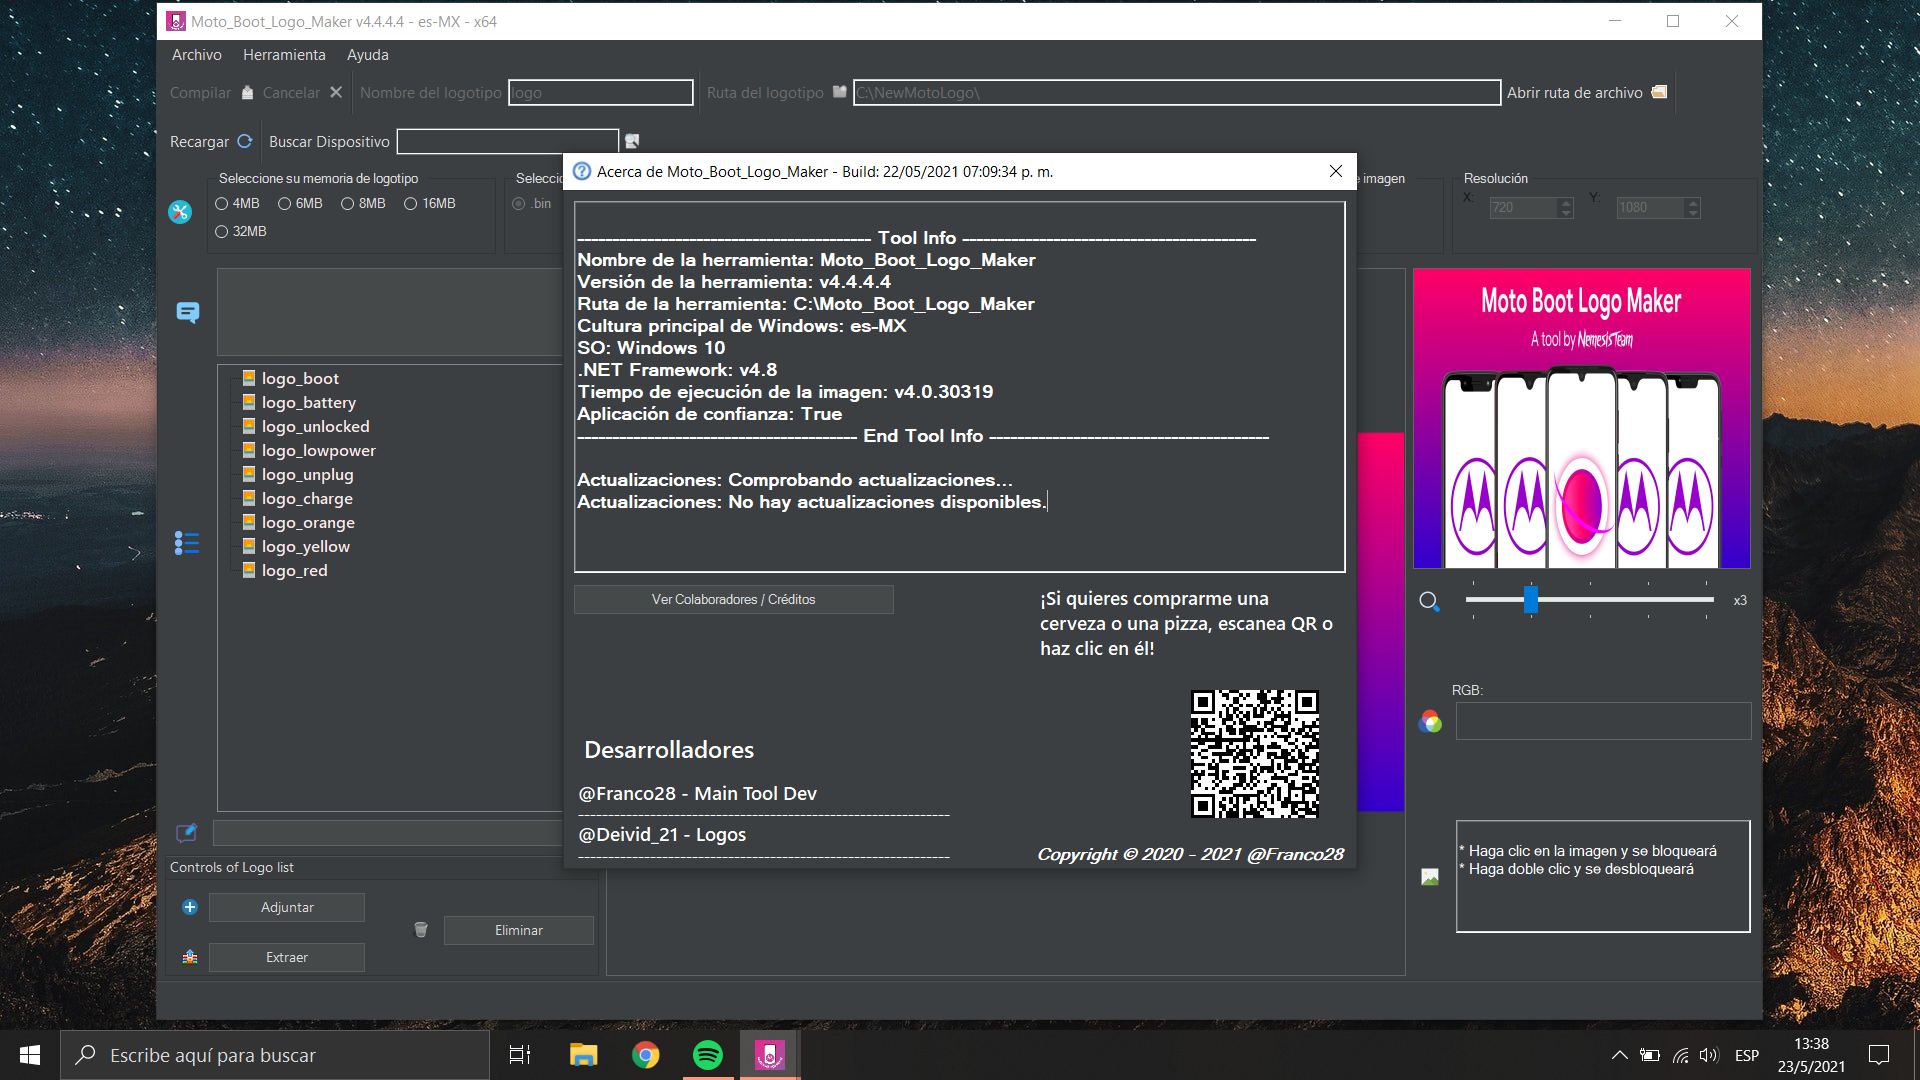 Moto_Boot_Logo_Maker v4.4.4.4 - es-MX - x64
Archivo Herramienta Ayuda
Compilar Cancelar Nombre del logotipo logo Ruta del logotipo C:\NewMotoLogo\ Abrir ruta de archivo
Recargar Buscar Dispositivo
Seleccione su memoria de logotipo
4MB 6MB 8MB 16MB
32MB
.bin
imagen
Resolución
X: 720 Y: 1080
Acerca de Moto_Boot_Logo_Maker - Build: 22/05/2021 07:09:34 p. m.
------------------------------------------ Tool Info ------------------------------------------
Nombre de la herramienta: Moto_Boot_Logo_Maker
Versión de la herramienta: v4.4.4.4
Ruta de la herramienta: C:\Moto_Boot_Logo_Maker
Cultura principal de Windows: es-MX
SO: Windows 10
.NET Framework: v4.8
Tiempo de ejecución de la imagen: v4.0.30319
Aplicación de confianza: True
---------------------------------------- End Tool Info ----------------------------------------
Actualizaciones: Comprobando actualizaciones...
Actualizaciones: No hay actualizaciones disponibles.
Ver Colaboradores / Créditos
¡Si quieres comprarme una
cerveza o una pizza, escanea QR o
haz clic en él!
Desarrolladores
@Franco28 - Main Tool Dev
--------------------------------------------------------------
@Deivid_21 - Logos
--------------------------------------------------------------
Copyright © 2020 - 2021 @Franco28
logo_boot
logo_battery
logo_unlocked
logo_lowpower
logo_unplug
logo_charge
logo_orange
logo_yellow
logo_red
Controls of Logo list
Adjuntar
Eliminar
Extraer
Moto Boot Logo Maker
A tool by NemesisTeam
x3
RGB:
* Haga clic en la imagen y se bloqueará
* Haga doble clic y se desbloqueará
Escribe aquí para buscar
ESP
13:38
23/5/2021